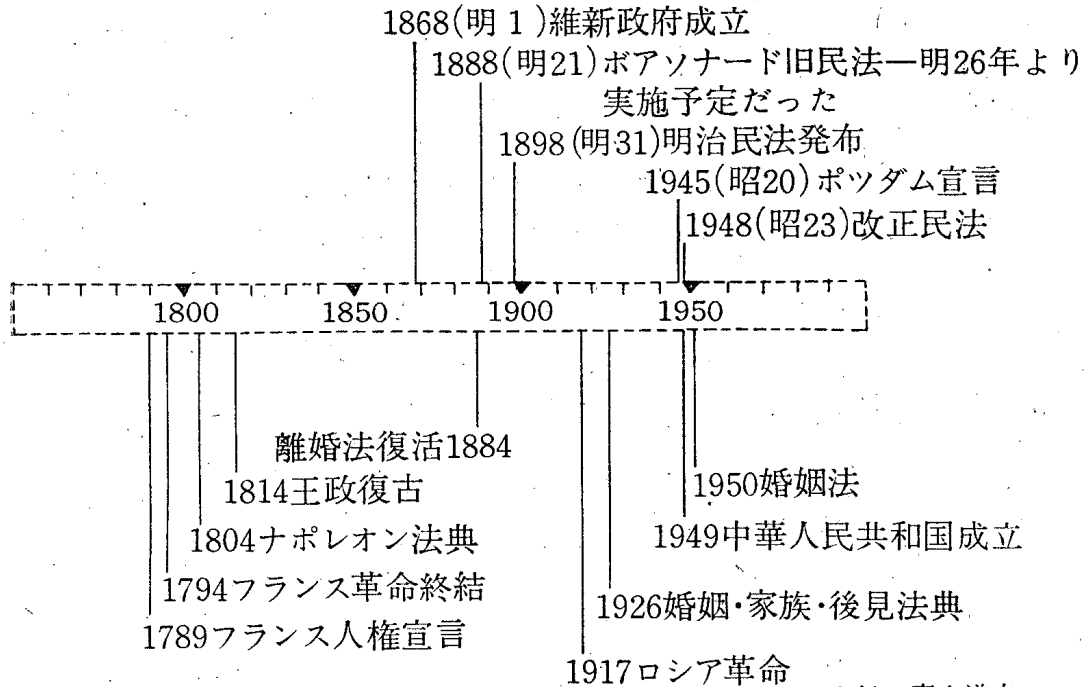 1868(明1)維新政府成立
1888(明21)ボアソナード旧民法―明26年より
実施予定だった
1898(明31)明治民法発布
1945(昭20)ポツダム宣言
1948(昭23)改正民法
1800 1850 1900 1950
離婚法復活1884
1814王政復古
1804ナポレオン法典
1794フランス革命終結
1789フランス人権宣言
1950婚姻法
1949中華人民共和国成立
1926婚姻・家族・後見法典
1917ロシア革命